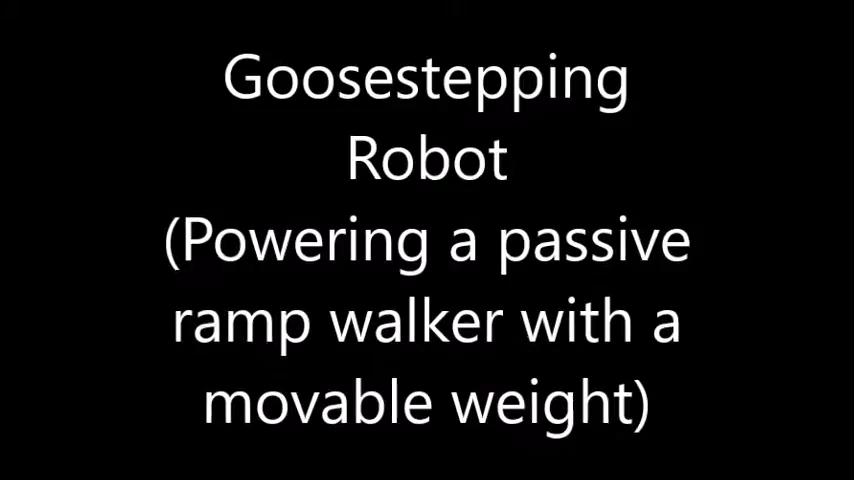 Goosestepping
Robot
(Powering a passive
ramp walker with a
movable weight)